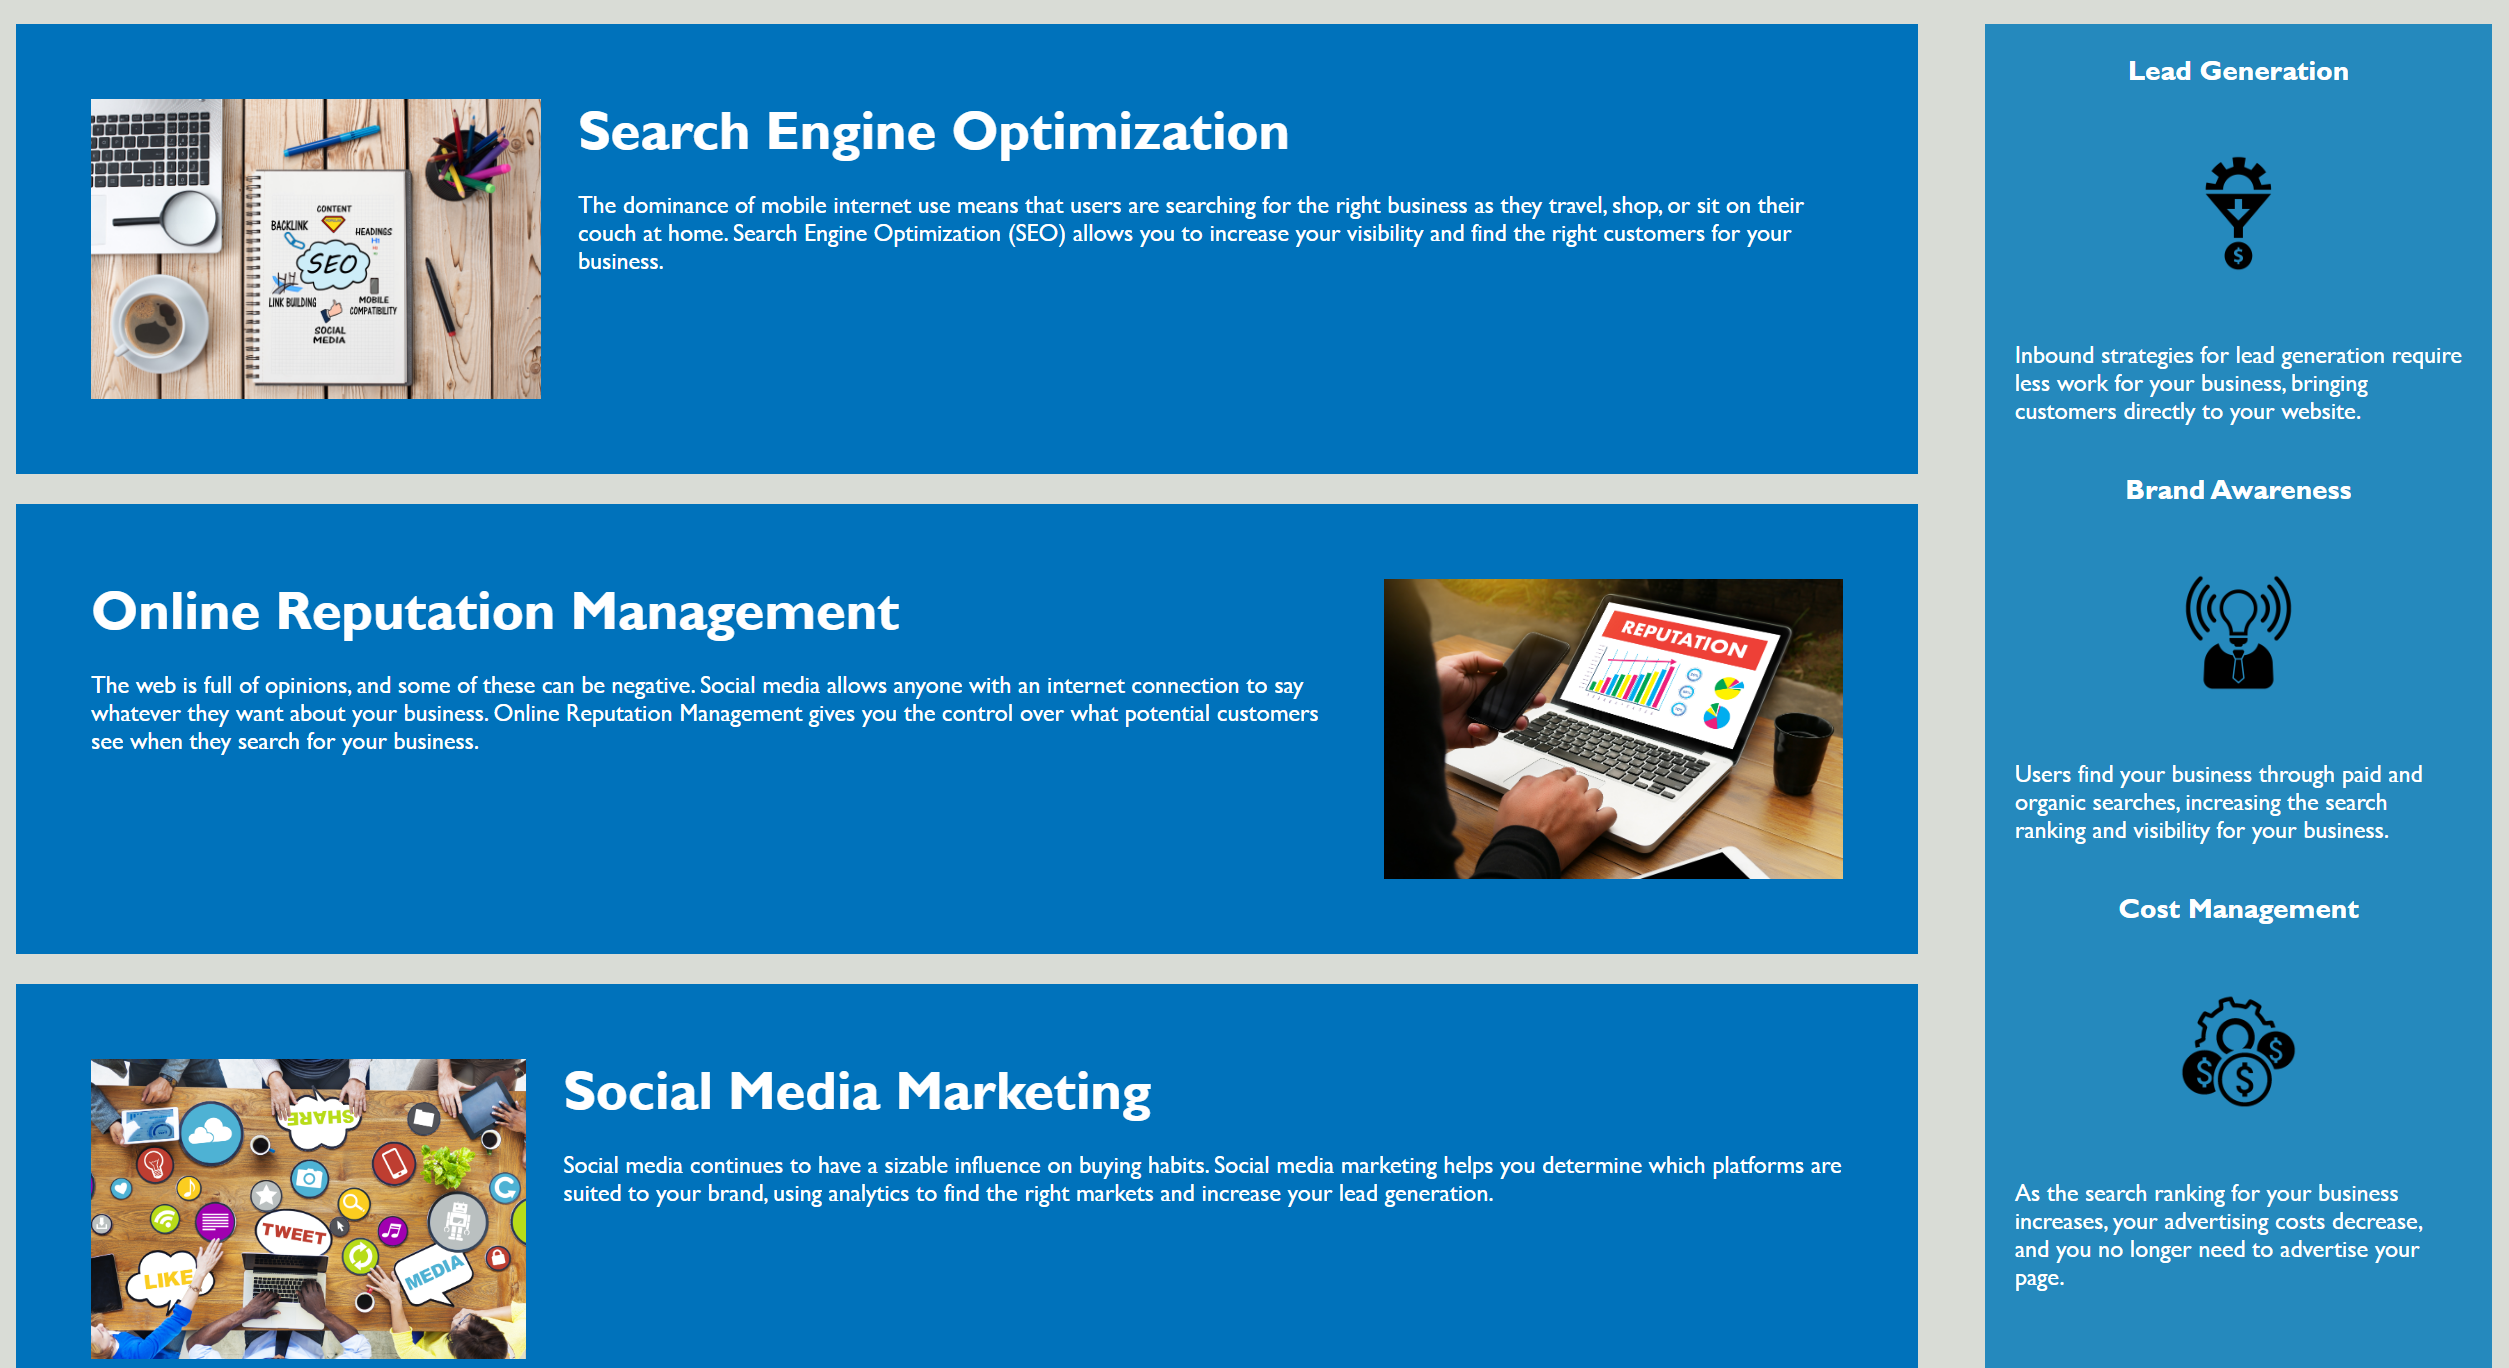 Search Engine Optimization
The dominance of mobile internet use means that users are searching for the right business as they travel, shop, or sit on their
couch at home. Search Engine Optimization (SEO) allows you to increase your visibility and find the right customers for your
business.
CONTENT
BACKLINK
HEADINGS
H1
SEO
LINK BUILDING
MOBILE
COMPATIBILITY
SOCIAL
MEDIA
Online Reputation Management
The web is full of opinions, and some of these can be negative. Social media allows anyone with an internet connection to say
whatever they want about your business. Online Reputation Management gives you the control over what potential customers
see when they search for your business.
REPUTATION
Social Media Marketing
Social media continues to have a sizable influence on buying habits. Social media marketing helps you determine which platforms are
suited to your brand, using analytics to find the right markets and increase your lead generation.
SHARE
TWEET
LIKE
MEDIA
Lead Generation
$
Inbound strategies for lead generation require
less work for your business, bringing
customers directly to your website.
Brand Awareness
Users find your business through paid and
organic searches, increasing the search
ranking and visibility for your business.
Cost Management
$
$
$
As the search ranking for your business
increases, your advertising costs decrease,
and you no longer need to advertise your
page.